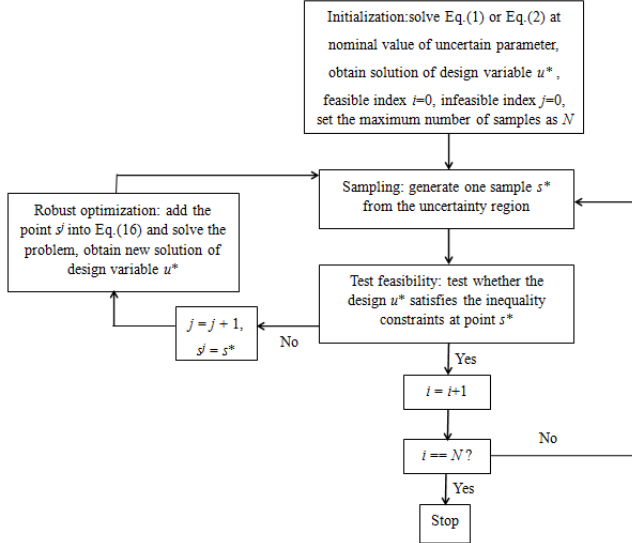 Initialization:solve Eq.(1) or Eq.(2) at
nominal value of uncertain parameter,
obtain solution of design variable u* ,
feasible index i=0, infeasible index j=0,
set the maximum number of samples as N
Sampling: generate one sample s*
from the uncertainty region
Robust optimization: add the
point sʲ into Eq.(16) and solve the
problem, obtain new solution of
design variable u*
Test feasibility: test whether the
design u* satisfies the inequality
constraints at point s*
j = j + 1,
sʲ = s*
No
Yes
i = i+1
i == N ?
No
Yes
Stop